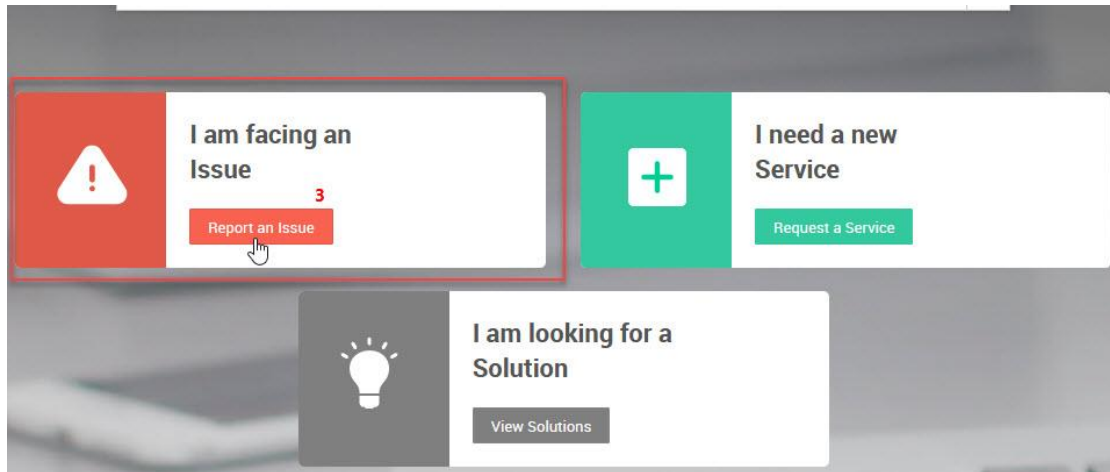 I am facing an
Issue
3
Report an Issue
I need a new
Service
Request a Service
I am looking for a
Solution
View Solutions